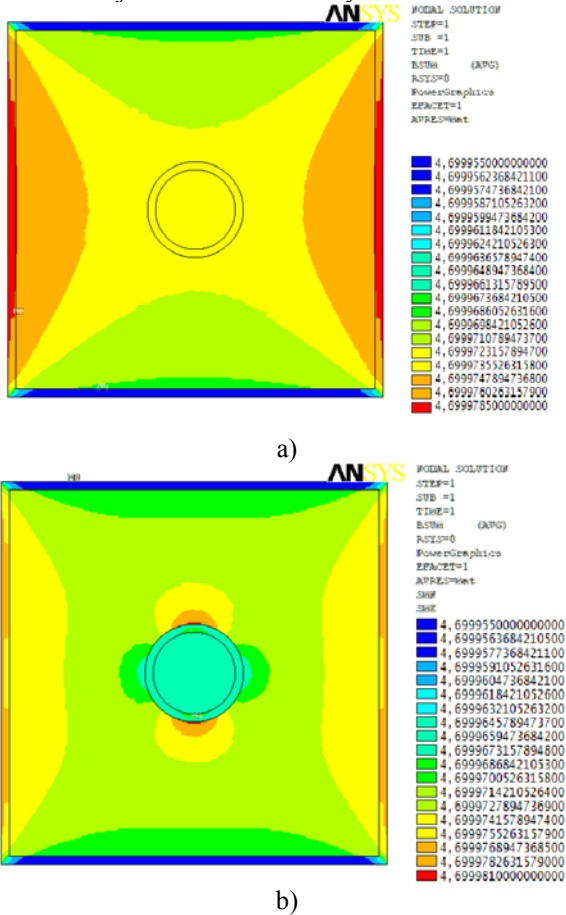 ANSYS
NODAL SOLUTION
STEP=1
SUB =1
TIME=1
BSUM (AVG)
RSYS=0
PowerGraphics
EFACET=1
AVRES=Mat
4,6999550000000000
4,6999562368421100
4,6999574736842100
4,6999587105263200
4,6999599473684200
4,6999611842105300
4,6999624210526300
4,6999636578947400
4,6999648947368400
4,6999661315789500
4,6999673684210500
4,6999686052631600
4,6999698421052600
4,6999710789473700
4,6999723157894700
4,6999735526315800
4,6999747894736800
4,6999760263157900
4,6999785000000000
a)
ANSYS
NODAL SOLUTION
STEP=1
SUB =1
TIME=1
BSUM (AVG)
RSYS=0
PowerGraphics
EFACET=1
AVRES=Mat
SMN
SMX
4,6999550000000000
4,6999563684210500
4,6999577368421100
4,6999591052631600
4,6999604736842100
4,6999618421052600
4,6999632105263200
4,6999645789473700
4,6999659473684200
4,6999673157894800
4,6999686842105300
4,6999700526315800
4,6999714210526400
4,6999727894736900
4,6999741578947400
4,6999755263157900
4,6999768947368500
4,6999782631579000
4,6999810000000000
b)